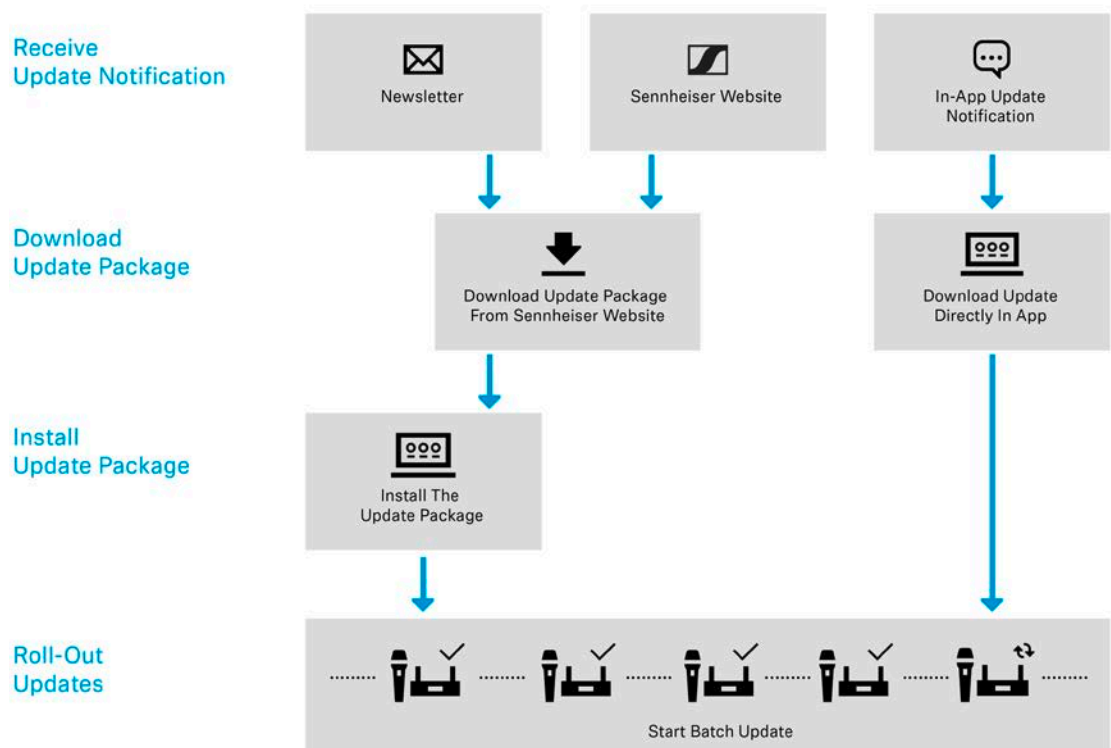 Receive
Update Notification
Newsletter
Sennheiser Website
In-App Update
Notification
Download
Update Package
Download Update Package
From Sennheiser Website
Download Update
Directly In App
Install
Update Package
Install The
Update Package
Roll-Out
Updates
Start Batch Update